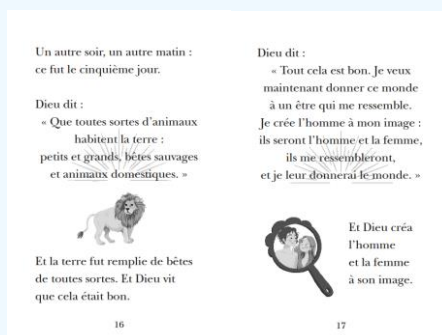 Un autre soir, un autre matin :
ce fut le cinquième jour.
Dieu dit :
« Que toutes sortes d'animaux
habitent la terre :
petits et grands, bêtes sauvages
et animaux domestiques. »
Et la terre fut remplie de bêtes
de toutes sortes. Et Dieu vit
que cela était bon.
16
Dieu dit :
« Tout cela est bon. Je veux
maintenant donner ce monde
à un être qui me ressemble.
Je crée l'homme à mon image :
ils seront l'homme et la femme,
ils me ressembleront,
et je leur donnerai le monde. »
Et Dieu créa
l'homme
et la femme
à son image.
17